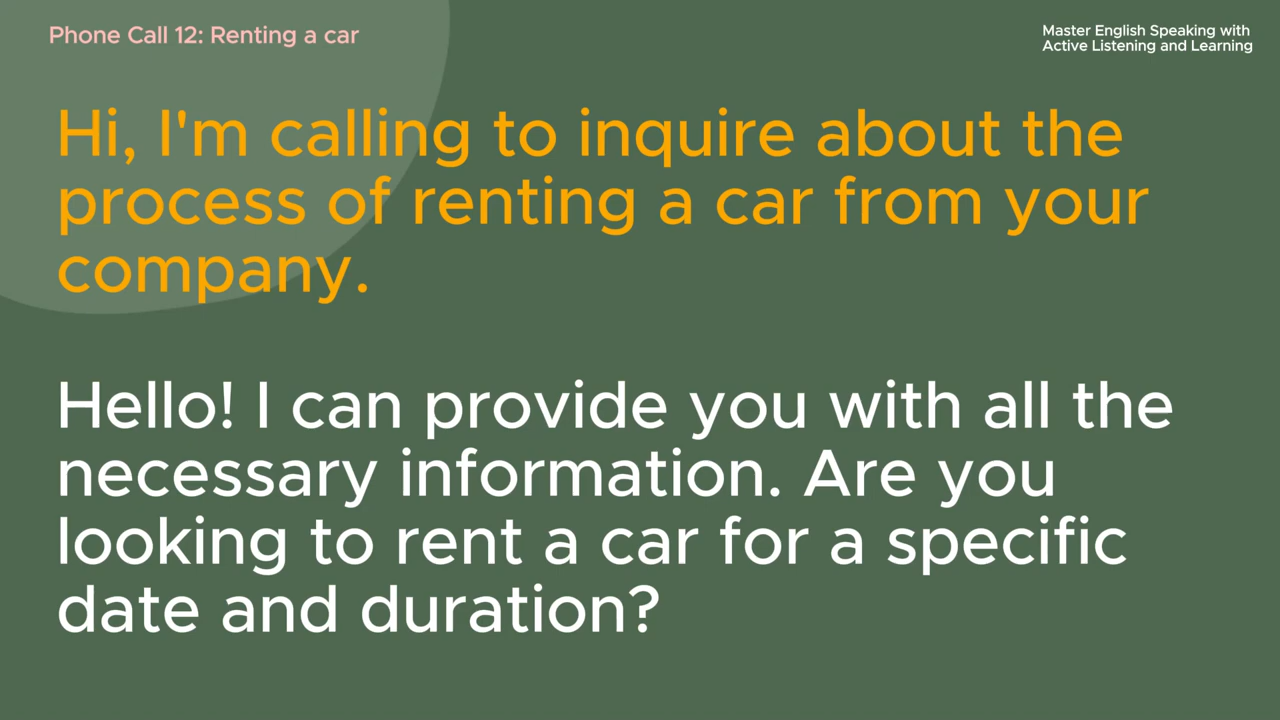 Phone Call 12: Renting a car
Master English Speaking with
Active Listening and Learning
Hi, I'm calling to inquire about the
process of renting a car from your
company.
Hello! I can provide you with all the
necessary information. Are you
looking to rent a car for a specific
date and duration?